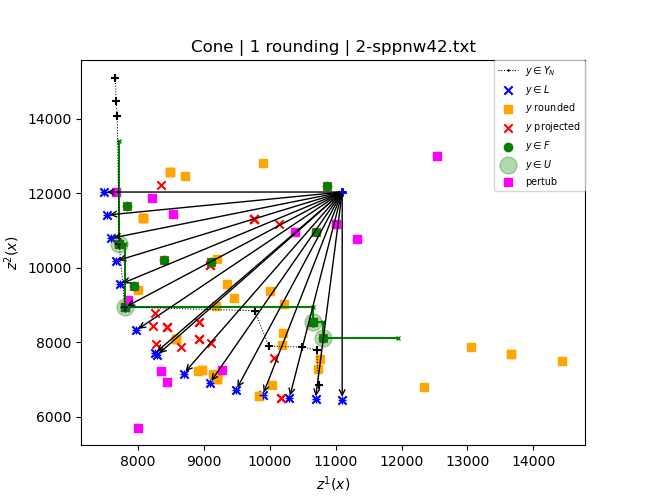 Cone | 1 rounding | 2-sppnw42.txt
z²(x)
14000
12000
10000
8000
6000
8000 9000 10000 11000 12000 13000 14000
z¹(x)
y ∈ Y_N
y ∈ L
y rounded
y projected
y ∈ F
y ∈ U
pertub